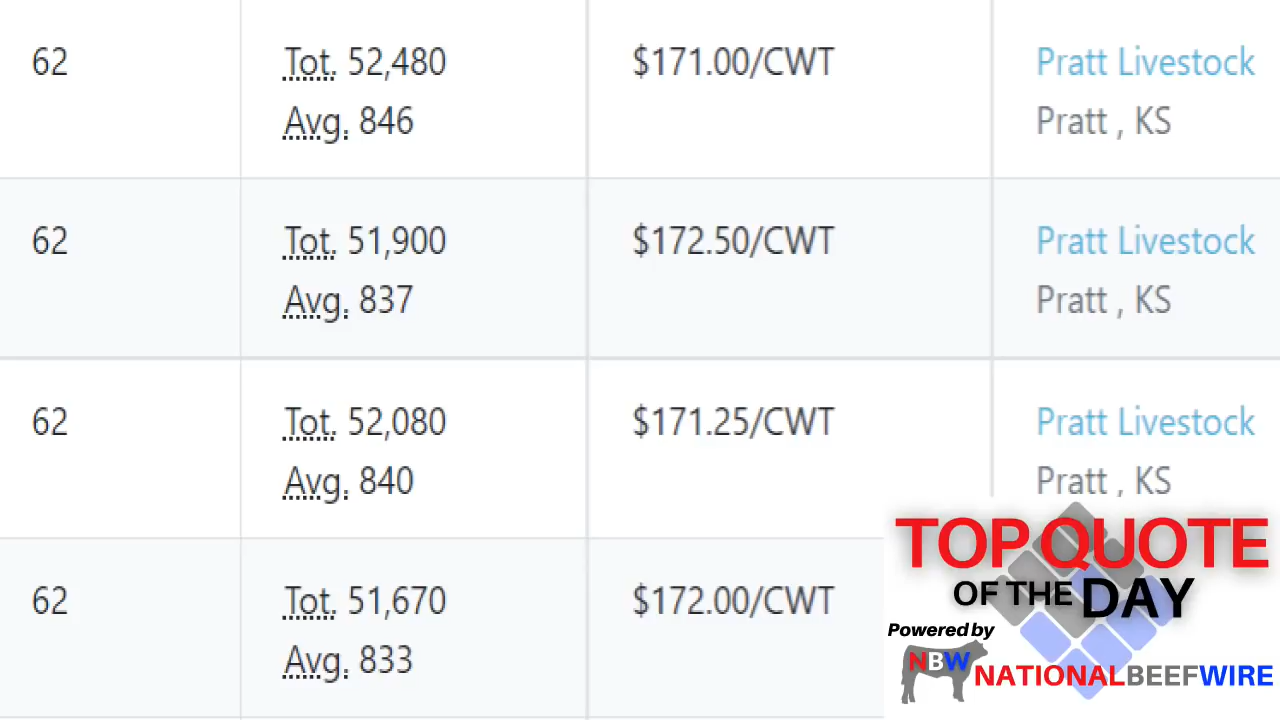 62
Tot. 52,480
Avg. 846
$171.00/CWT
Pratt Livestock
Pratt , KS
62
Tot. 51,900
Avg. 837
$172.50/CWT
Pratt Livestock
Pratt , KS
62
Tot. 52,080
Avg. 840
$171.25/CWT
Pratt Livestock
Pratt , KS
62
Tot. 51,670
Avg. 833
$172.00/CWT
TOP QUOTE
OF THE DAY
Powered by
NBW
NATIONALBEEFWIRE